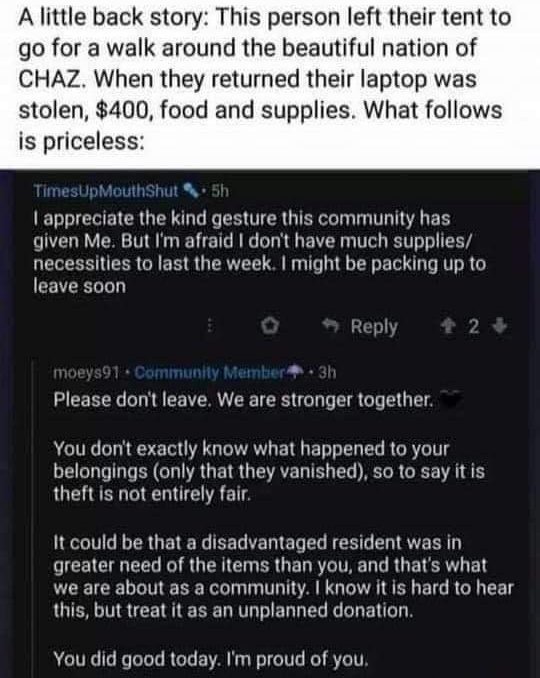 A little back story: This person left their tent to
go for a walk around the beautiful nation of
CHAZ. When they returned their laptop was
stolen, $400, food and supplies. What follows
is priceless:
TimesUpMouthShut • 5h
I appreciate the kind gesture this community has
given Me. But I'm afraid I don't have much supplies/
necessities to last the week. I might be packing up to
leave soon
Reply 2
moeys91 • Community Member • 3h
Please don't leave. We are stronger together.
You don't exactly know what happened to your
belongings (only that they vanished), so to say it is
theft is not entirely fair.
It could be that a disadvantaged resident was in
greater need of the items than you, and that's what
we are about as a community. I know it is hard to hear
this, but treat it as an unplanned donation.
You did good today. I'm proud of you.